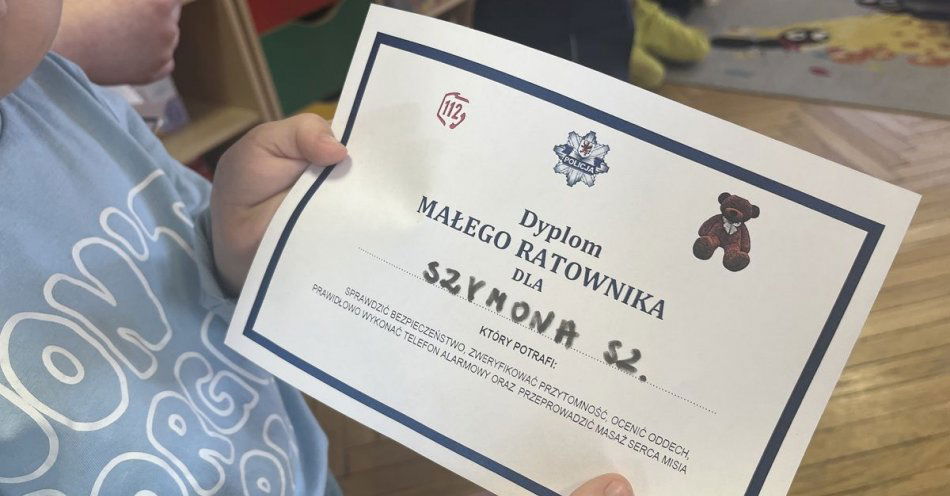 112
POLICJA
Dyplom
MAŁEGO RATOWNIKA
DLA
SZYMONA SZ.
KTÓRY POTRAFI:
SPRAWDZIĆ BEZPIECZEŃSTWO, ZWERYFIKOWAĆ PRZYTOMNOŚĆ, OCENIĆ ODDECH,
PRAWIDŁOWO WYKONAĆ TELEFON ALARMOWY ORAZ PRZEPROWADZIĆ MASAŻ SERCA MISIA